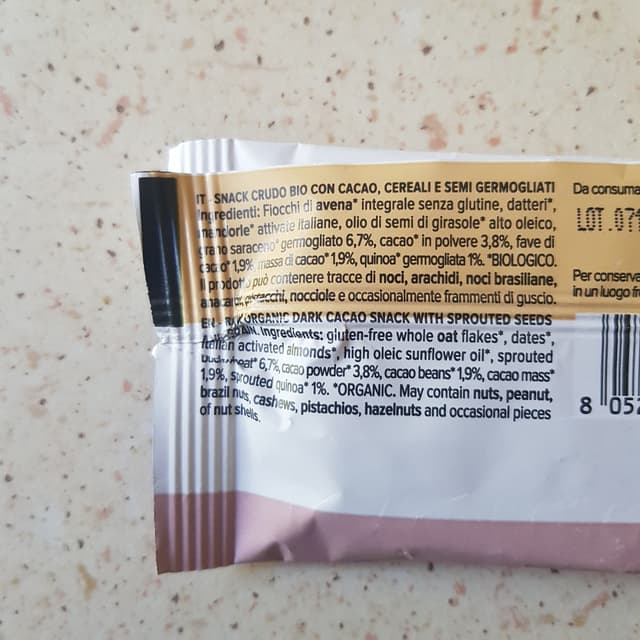 IT - SNACK CRUDO BIO CON CACAO, CEREALI E SEMI GERMOGLIATI
Ingredienti: Fiocchi di avena* integrale senza glutine, datteri*,
mandorle* attivate italiane, olio di semi di girasole* alto oleico,
grano saraceno* germogliato 6,7%, cacao* in polvere 3,8%, fave di
cacao* 1,9%, massa di cacao* 1,9%, quinoa* germogliata 1%. *BIOLOGICO.
Il prodotto può contenere tracce di noci, arachidi, noci brasiliane,
anacardi, pistacchi, nocciole e occasionalmente frammenti di guscio.
EN - RAW ORGANIC DARK CACAO SNACK WITH SPROUTED SEEDS
Ingredients: gluten-free whole oat flakes*, dates*,
Italian activated almonds*, high oleic sunflower oil*, sprouted
buckwheat* 6,7%, cacao powder* 3,8%, cacao beans* 1,9%, cacao mass*
1,9%, sprouted quinoa* 1%. *ORGANIC. May contain nuts, peanut,
brazil nuts, cashews, pistachios, hazelnuts and occasional pieces
of nut shells.
Da consuma
LOT.071
Per conserva
in un luogo fr
8 052